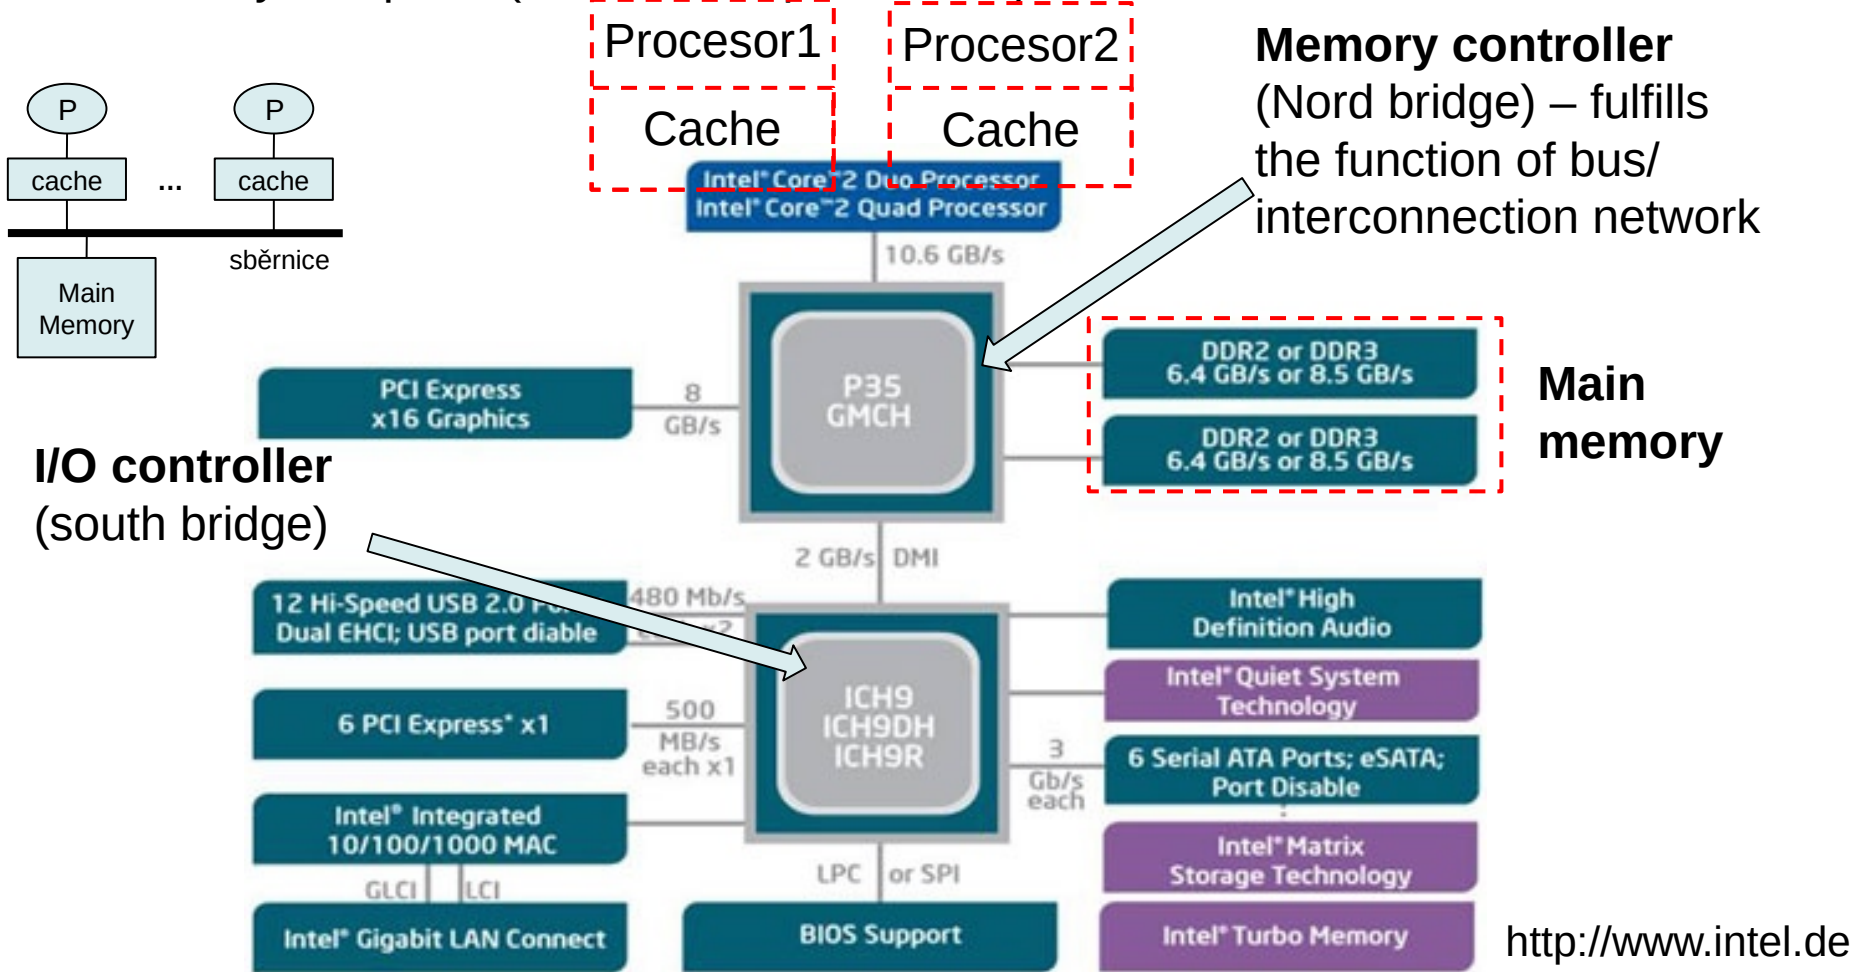 Procesor1
Procesor2
Cache
Cache
Memory controller
(Nord bridge) – fulfills
the function of bus/
interconnection network
P
P
cache
...
cache
sběrnice
Main
Memory
Intel® Core™2 Duo Processor
Intel® Core™2 Quad Processor
10.6 GB/s
P35
GMCH
DDR2 or DDR3
6.4 GB/s or 8.5 GB/s
DDR2 or DDR3
6.4 GB/s or 8.5 GB/s
Main
memory
PCI Express
x16 Graphics
8
GB/s
I/O controller
(south bridge)
2 GB/s DMI
12 Hi-Speed USB 2.0
Dual EHCI; USB port diable
480 Mb/s
Intel® High
Definition Audio
ICH9
ICH9DH
ICH9R
Intel® Quiet System
Technology
6 PCI Express* x1
500
MB/s
each x1
3
Gb/s
each
6 Serial ATA Ports; eSATA;
Port Disable
Intel® Integrated
10/100/1000 MAC
Intel® Matrix
Storage Technology
GLCI LCI
LPC or SPI
Intel® Gigabit LAN Connect
BIOS Support
Intel® Turbo Memory
http://www.intel.de